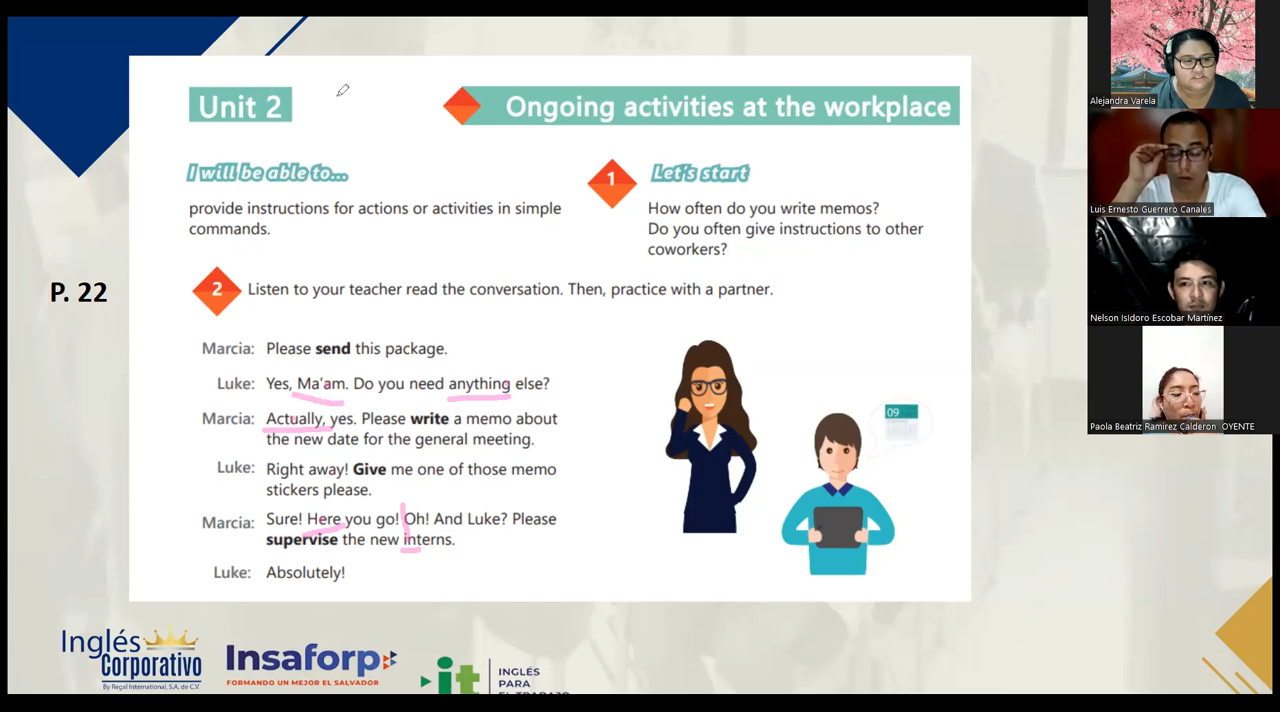 Unit 2
Ongoing activities at the workplace
I will be able to...
provide instructions for actions or activities in simple
commands.
1
Let's start
How often do you write memos?
Do you often give instructions to other
coworkers?
P. 22
2
Listen to your teacher read the conversation. Then, practice with a partner.
Marcia: Please send this package.
Luke: Yes, Ma'am. Do you need anything else?
Marcia: Actually, yes. Please write a memo about
the new date for the general meeting.
Luke: Right away! Give me one of those memo
stickers please.
Marcia: Sure! Here you go! Oh! And Luke? Please
supervise the new interns.
Luke: Absolutely!
09
Inglés
Corporativo
By Regal International, S.A. de C.V.
Insaforp
FORMANDO UN MEJOR EL SALVADOR
it
INGLÉS
PARA
EL TRABAJO
Alejandra Varela
Luis Ernesto Guerrero Canales
Nelson Isidoro Escobar Martínez
Paola Beatriz Ramírez Calderon OYENTE